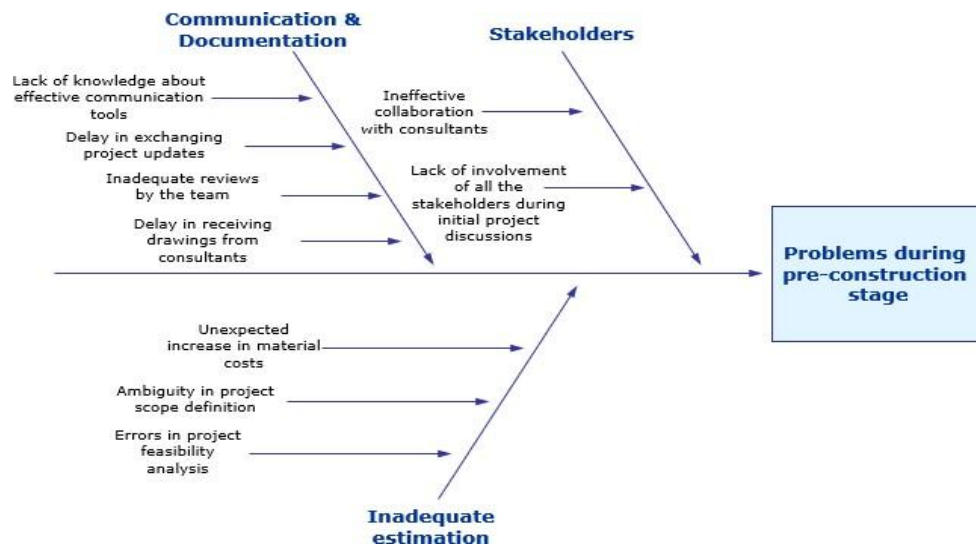 Communication &
Documentation
Stakeholders
Lack of knowledge about
effective communication
tools
Delay in exchanging
project updates
Inadequate reviews
by the team
Delay in receiving
drawings from
consultants
Ineffective
collaboration
with consultants
Lack of involvement
of all the
stakeholders during
initial project
discussions
Problems during
pre-construction
stage
Unexpected
increase in material
costs
Ambiguity in project
scope definition
Errors in project
feasibility
analysis
Inadequate
estimation